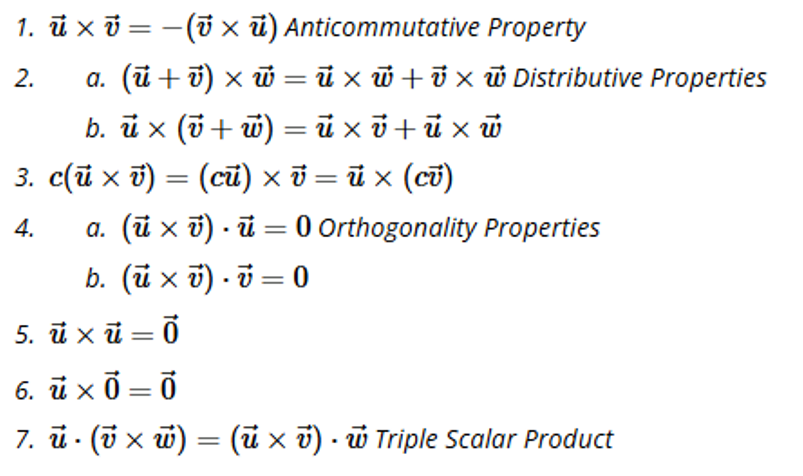 1. u⃗ × v⃗ = −(v⃗ × u⃗) Anticommutative Property
2. a. (u⃗ + v⃗) × w⃗ = u⃗ × w⃗ + v⃗ × w⃗ Distributive Properties
b. u⃗ × (v⃗ + w⃗) = u⃗ × v⃗ + u⃗ × w⃗
3. c(u⃗ × v⃗) = (cu⃗) × v⃗ = u⃗ × (cv⃗)
4. a. (u⃗ × v⃗) · u⃗ = 0 Orthogonality Properties
b. (u⃗ × v⃗) · v⃗ = 0
5. u⃗ × u⃗ = 0⃗
6. u⃗ × 0⃗ = 0⃗
7. u⃗ · (v⃗ × w⃗) = (u⃗ × v⃗) · w⃗ Triple Scalar Product